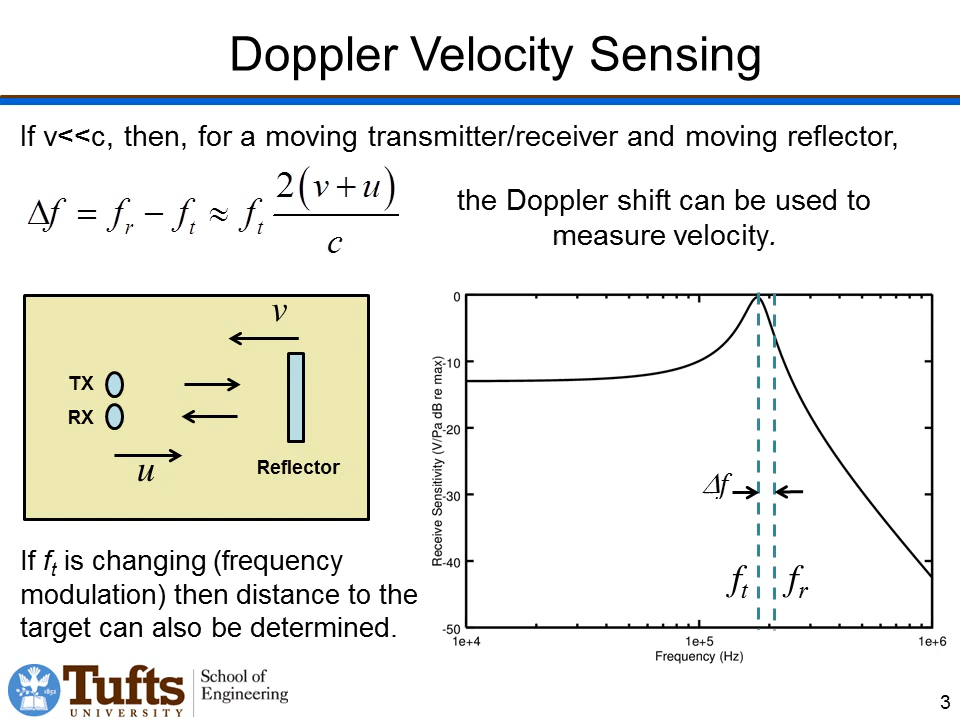 Doppler Velocity Sensing
If v<<c, then, for a moving transmitter/receiver and moving reflector,
Δf = f_r − f_t ≈ f_t 2(v + u) / c
the Doppler shift can be used to
measure velocity.
v
TX
RX
u
Reflector
If f_t is changing (frequency
modulation) then distance to the
target can also be determined.
Receive Sensitivity (V/Pa dB re max)
0
-10
-20
-30
-40
-50
Δf
f_t
f_r
1e+4
1e+5
1e+6
Frequency (Hz)
1852
Tufts
UNIVERSITY
School of
Engineering
3